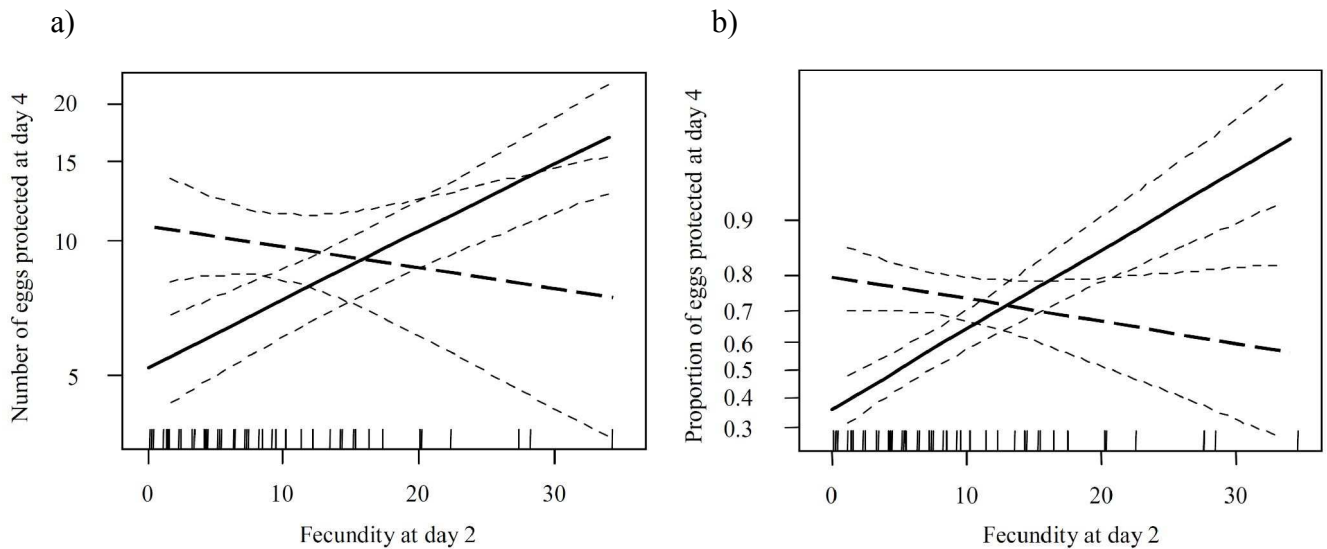 a)
Number of eggs protected at day 4
20
15
10
5
0 10 20 30
Fecundity at day 2
b)
Proportion of eggs protected at day 4
0.9
0.8
0.7
0.6
0.5
0.4
0.3
0 10 20 30
Fecundity at day 2